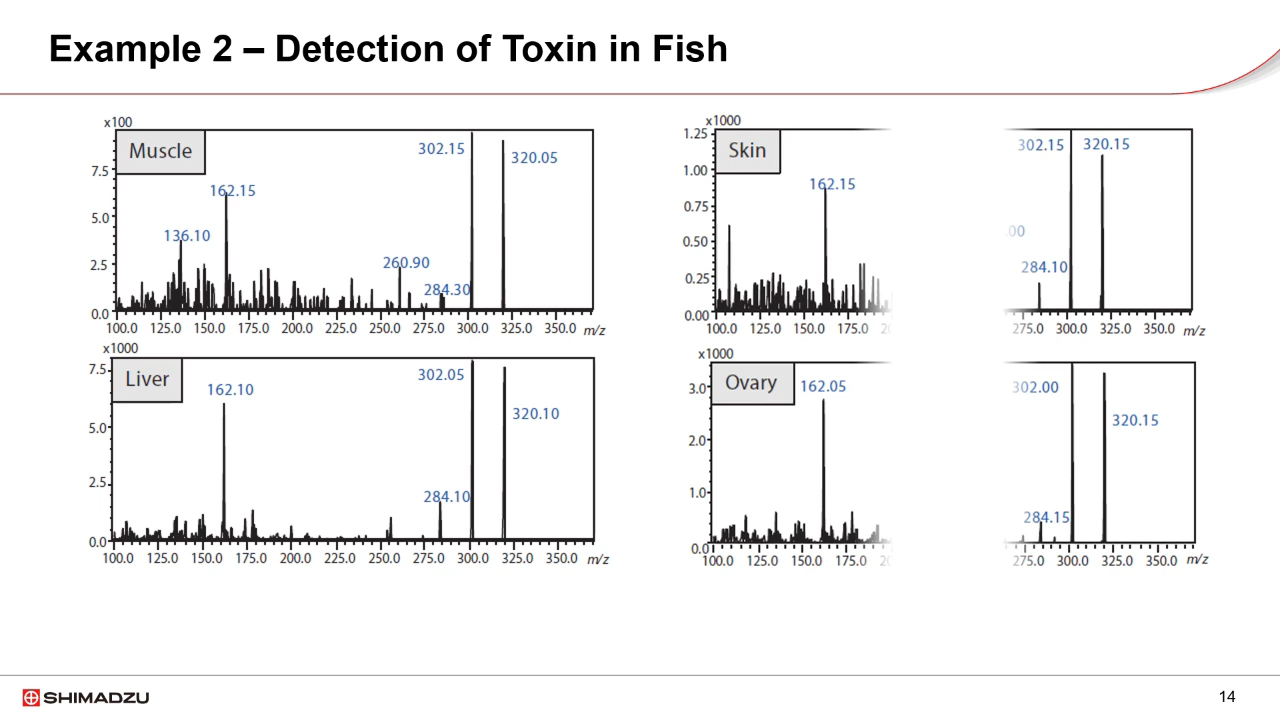 Example 2 – Detection of Toxin in Fish
x100
Muscle
7.5
5.0
2.5
0.0
136.10
162.15
260.90
284.30
302.15
320.05
100.0 125.0 150.0 175.0 200.0 225.0 250.0 275.0 300.0 325.0 350.0 m/z
x1000
Skin
1.25
1.00
0.75
0.50
0.25
0.00
162.15
284.10
302.15
320.15
100.0 125.0 150.0 175.0
275.0 300.0 325.0 350.0 m/z
x1000
Liver
7.5
5.0
2.5
0.0
162.10
284.10
302.05
320.10
100.0 125.0 150.0 175.0 200.0 225.0 250.0 275.0 300.0 325.0 350.0 m/z
x1000
Ovary
3.0
2.0
1.0
0.0
162.05
284.15
302.00
320.15
100.0 125.0 150.0 175.0
275.0 300.0 325.0 350.0 m/z
SHIMADZU
14